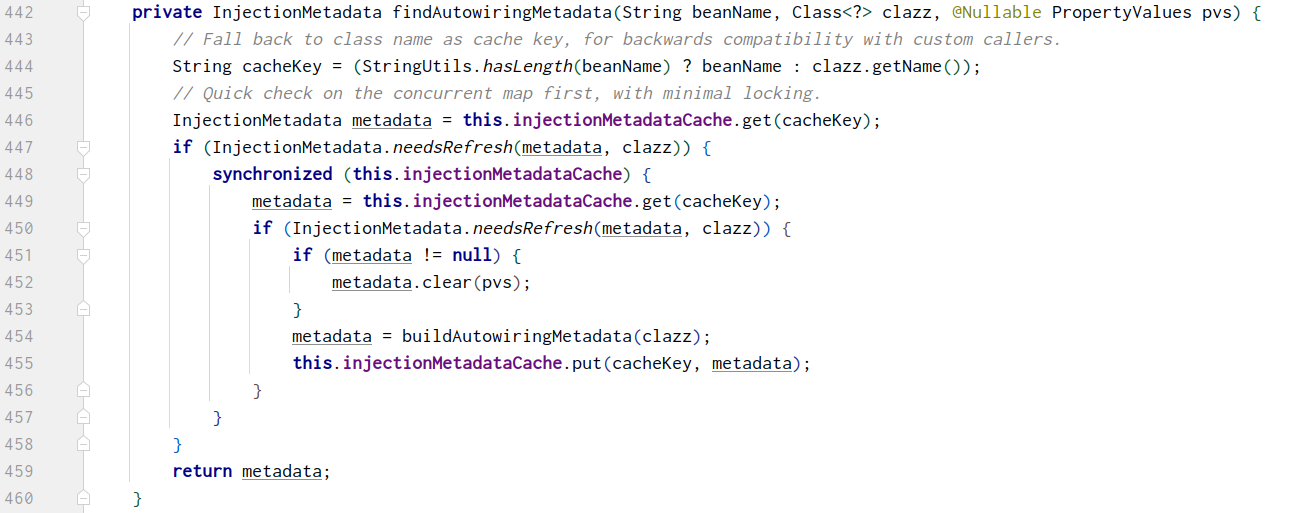 442 private InjectionMetadata findAutowiringMetadata(String beanName, Class<?> clazz, @Nullable PropertyValues pvs) {
443 // Fall back to class name as cache key, for backwards compatibility with custom callers.
444 String cacheKey = (StringUtils.hasLength(beanName) ? beanName : clazz.getName());
445 // Quick check on the concurrent map first, with minimal locking.
446 InjectionMetadata metadata = this.injectionMetadataCache.get(cacheKey);
447 if (InjectionMetadata.needsRefresh(metadata, clazz)) {
448 synchronized (this.injectionMetadataCache) {
449 metadata = this.injectionMetadataCache.get(cacheKey);
450 if (InjectionMetadata.needsRefresh(metadata, clazz)) {
451 if (metadata != null) {
452 metadata.clear(pvs);
453 }
454 metadata = buildAutowiringMetadata(clazz);
455 this.injectionMetadataCache.put(cacheKey, metadata);
456 }
457 }
458 }
459 return metadata;
460 }